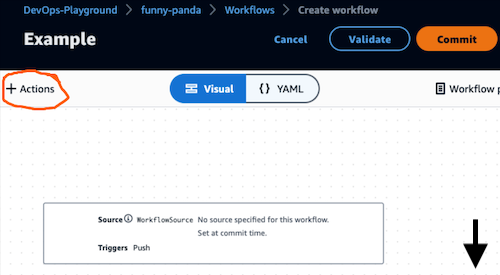 DevOps-Playground > funny-panda > Workflows > Create workflow
Example Cancel Validate Commit
+ Actions Visual {} YAML Workflow p
Source WorkflowSource No source specified for this workflow.
Set at commit time.
Triggers Push